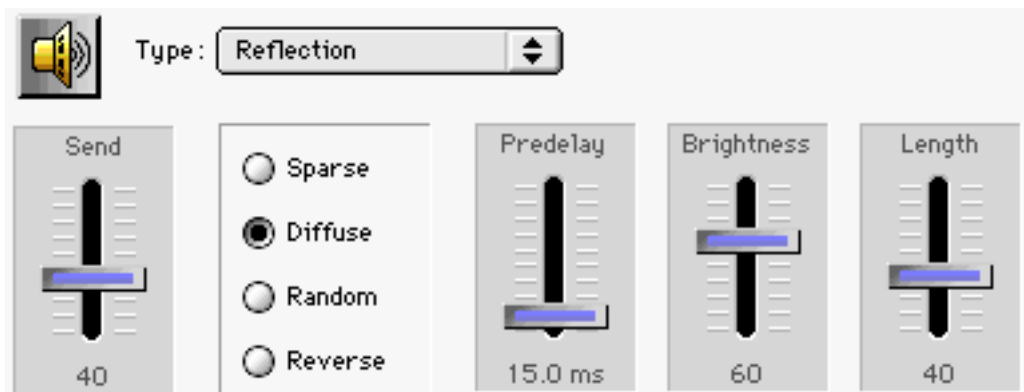 Type: Reflection
Send
40
Sparse
Diffuse
Random
Reverse
Predelay
15.0 ms
Brightness
60
Length
40